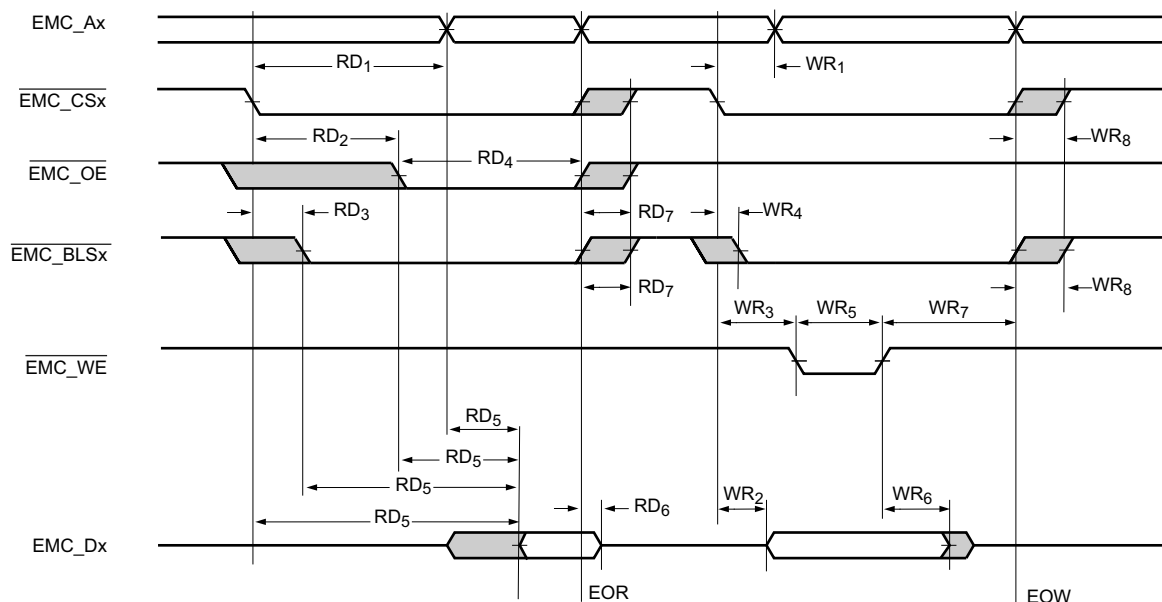 EMC_Ax
RD1
WR1
EMC_CSx
RD2
WR8
RD4
EMC_OE
RD3
RD7
WR4
EMC_BLSx
RD7
WR8
WR3
WR5
WR7
EMC_WE
RD5
RD5
RD5
RD6
WR2
WR6
RD5
EMC_Dx
EOR
EOW